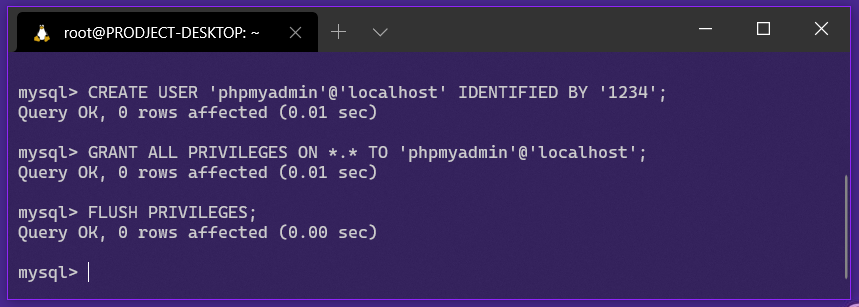 root@PRODJECT-DESKTOP: ~
mysql> CREATE USER 'phpmyadmin'@'localhost' IDENTIFIED BY '1234';
Query OK, 0 rows affected (0.01 sec)
mysql> GRANT ALL PRIVILEGES ON *.* TO 'phpmyadmin'@'localhost';
Query OK, 0 rows affected (0.01 sec)
mysql> FLUSH PRIVILEGES;
Query OK, 0 rows affected (0.00 sec)
mysql>